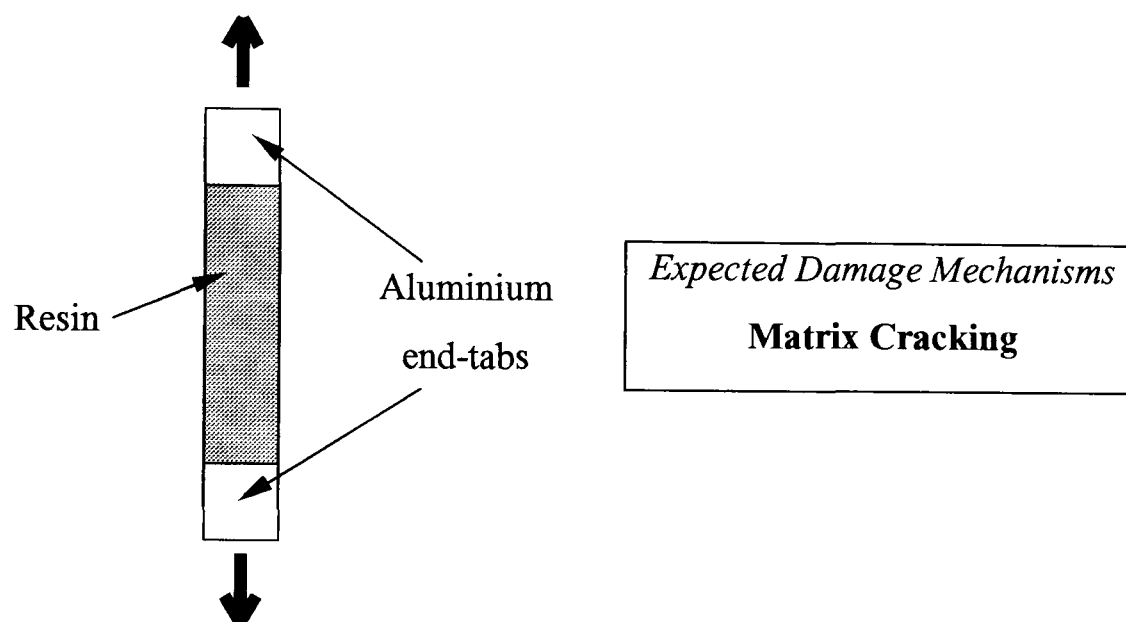 Resin
Aluminium
end-tabs
Expected Damage Mechanisms
Matrix Cracking